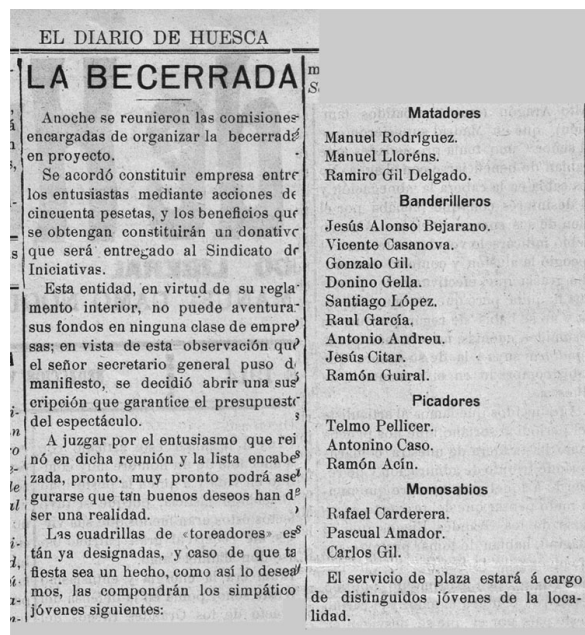 EL DIARIO DE HUESCA
LA BECERRADA
Anoche se reunieron las comisiones
encargadas de organizar la becerrada
en proyecto.
Se acordó constituir empresa entre
los entusiastas mediante acciones de
cincuenta pesetas, y los beneficios que
se obtengan constituirán un donativo
que será entregado al Sindicato de
Iniciativas.
Esta entidad, en virtud de su regla-
mento interior, no puede aventurar
sus fondos en ninguna clase de empre
sas; en vista de esta observación que
el señor secretario general puso de
manifiesto, se decidió abrir una sus
cripción que garantice el presupuesto
del espectáculo.
A juzgar por el entusiasmo que rei
nó en dicha reunión y la lista encabe
zada, pronto, muy pronto podrá ase
gurarse que tan buenos deseos han de
ser una realidad.
Las cuadrillas de «toreadores» es
tán ya designadas, y caso de que la
fiesta sea un hecho, como así lo desea
mos, las compondrán los simpático
jóvenes siguientes:
Matadores
Manuel Rodríguez.
Manuel Lloréns.
Ramiro Gil Delgado.
Banderilleros
Jesús Alonso Bejarano.
Vicente Casanova.
Gonzalo Gil.
Donino Gella.
Santiago López.
Raul García.
Antonio Andreu.
Jesús Citar.
Ramón Guiral.
Picadores
Telmo Pellicer.
Antonino Caso.
Ramón Acín.
Monosabios
Rafael Carderera.
Pascual Amador.
Carlos Gil.
El servicio de plaza estará á cargo
de distinguidos jóvenes de la loca-
lidad.